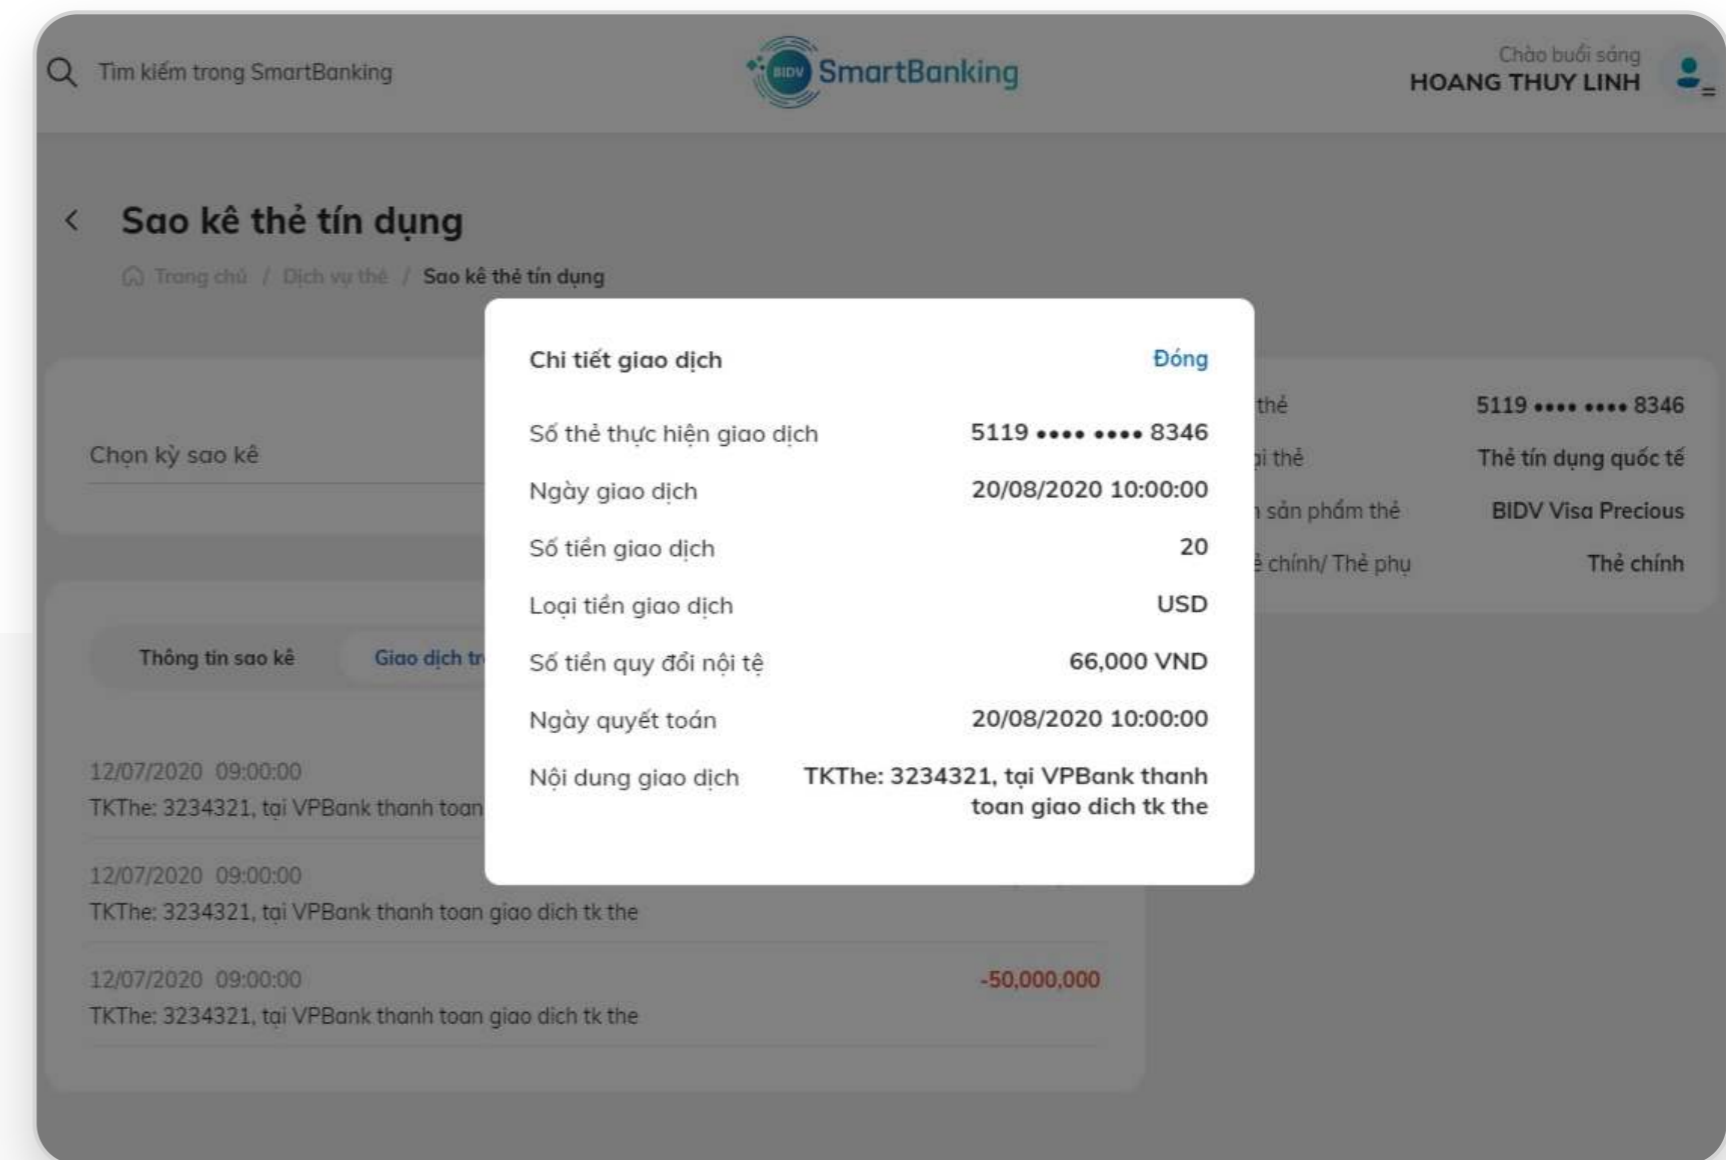 Tìm kiếm trong SmartBanking
BIDV SmartBanking
Chào buổi sáng
HOANG THUY LINH
Sao kê thẻ tín dụng
Trang chủ / Dịch vụ thẻ / Sao kê thẻ tín dụng
Chọn kỳ sao kê
Chi tiết giao dịch Đóng
Số thẻ thực hiện giao dịch 5119 •••• •••• 8346
Ngày giao dịch 20/08/2020 10:00:00
Số tiền giao dịch 20
Loại tiền giao dịch USD
Số tiền quy đổi nội tệ 66,000 VND
Ngày quyết toán 20/08/2020 10:00:00
Nội dung giao dịch TKThe: 3234321, tại VPBank thanh
toan giao dich tk the
thẻ 5119 •••• •••• 8346
thẻ Thẻ tín dụng quốc tế
sản phẩm thẻ BIDV Visa Precious
chính/ Thẻ phụ Thẻ chính
Thông tin sao kê Giao dịch
12/07/2020 09:00:00
TKThe: 3234321, tại VPBank thanh toan
12/07/2020 09:00:00
TKThe: 3234321, tại VPBank thanh toan giao dich tk the
12/07/2020 09:00:00 -50,000,000
TKThe: 3234321, tại VPBank thanh toan giao dich tk the